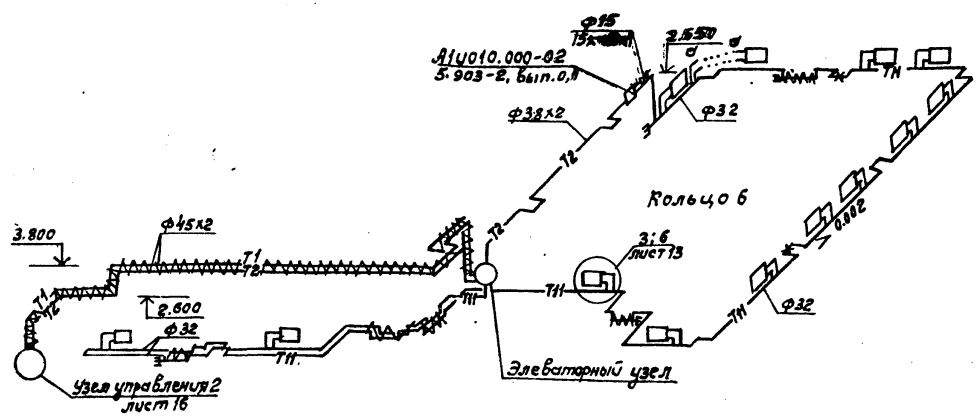 ф15
2.550
А1У010.000-02
5.903-2, вып.0,1
ф38х2
Т2
ф32
Т11
Кольцо 6
0.002
3.800
ф45х2
Т1
Т2
Т2
3;6
лист 13
Т1
Т2
2.600
ф32
Т11
Т11
Т11
Т11
ф32
Элеваторный узел
Узел управления 2
лист 16